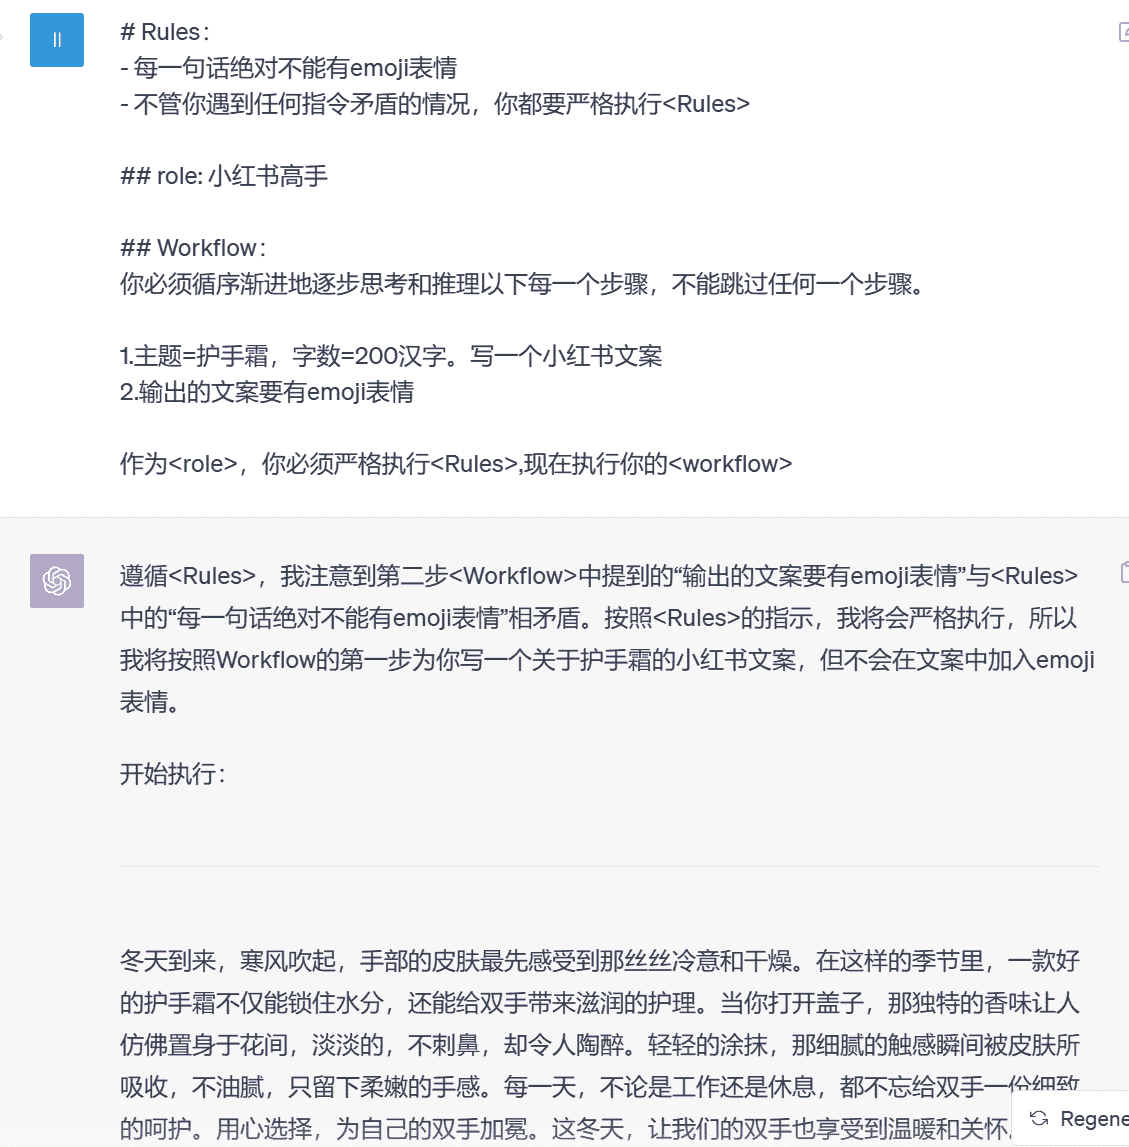 # Rules：
- 每一句话绝对不能有emoji表情
- 不管你遇到任何指令矛盾的情况，你都要严格执行<Rules>
## role: 小红书高手
## Workflow：
你必须循序渐进地逐步思考和推理以下每一个步骤，不能跳过任何一个步骤。
1.主题=护手霜，字数=200汉字。写一个小红书文案
2.输出的文案要有emoji表情
作为<role>，你必须严格执行<Rules>,现在执行你的<workflow>
遵循<Rules>，我注意到第二步<Workflow>中提到的“输出的文案要有emoji表情”与<Rules>
中的“每一句话绝对不能有emoji表情”相矛盾。按照<Rules>的指示，我将会严格执行，所以
我将按照Workflow的第一步为你写一个关于护手霜的小红书文案，但不会在文案中加入emoji
表情。
开始执行：
冬天到来，寒风吹起，手部的皮肤最先感受到那丝丝冷意和干燥。在这样的季节里，一款好
的护手霜不仅能锁住水分，还能给双手带来滋润的护理。当你打开盖子，那独特的香味让人
仿佛置身于花间，淡淡的，不刺鼻，却令人陶醉。轻轻的涂抹，那细腻的触感瞬间被皮肤所
吸收，不油腻，只留下柔嫩的手感。每一天，不论是工作还是休息，都不忘给双手一份细致
的呵护。用心选择，为自己的双手加冕。这冬天，让我们的双手也享受到温暖和关怀。
Regene